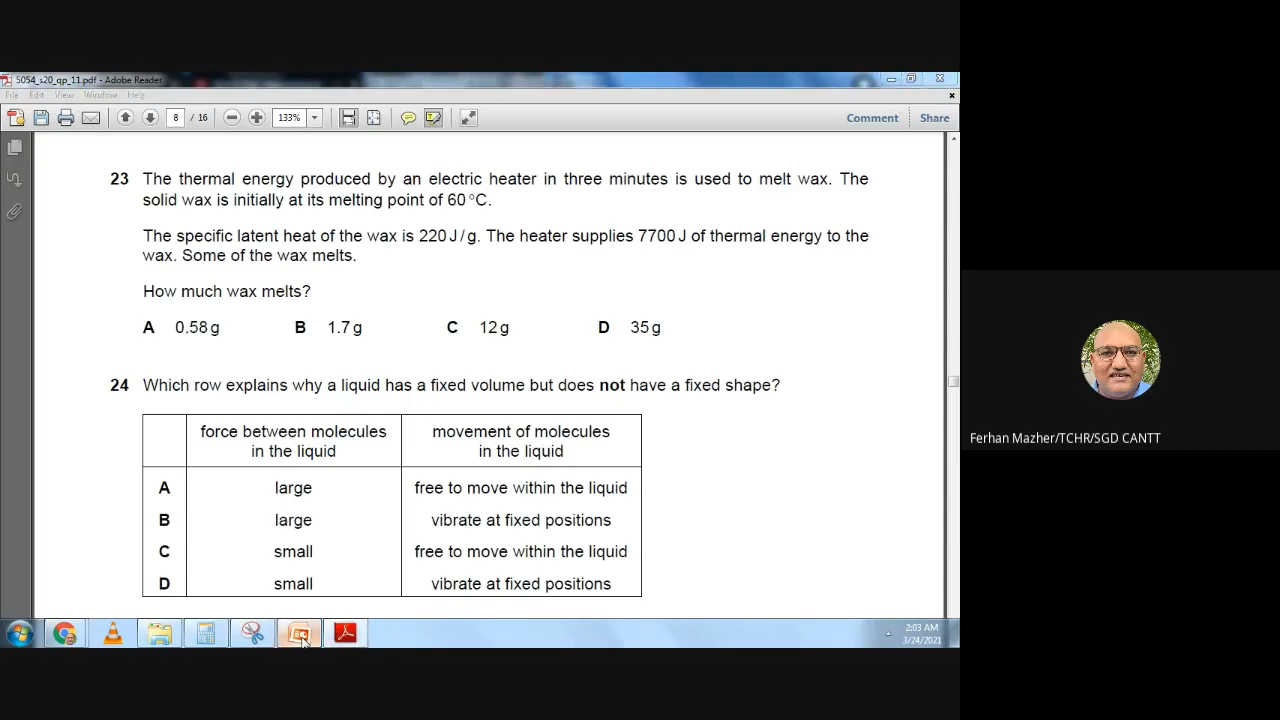 5054_s20_qp_11.pdf - Adobe Reader
File Edit View Window Help
8 / 16 133% Comment Share
23 The thermal energy produced by an electric heater in three minutes is used to melt wax. The
solid wax is initially at its melting point of 60 °C.
The specific latent heat of the wax is 220 J / g. The heater supplies 7700 J of thermal energy to the
wax. Some of the wax melts.
How much wax melts?
A 0.58 g B 1.7 g C 12 g D 35 g
24 Which row explains why a liquid has a fixed volume but does not have a fixed shape?
force between molecules
in the liquid
movement of molecules
in the liquid
A large free to move within the liquid
B large vibrate at fixed positions
C small free to move within the liquid
D small vibrate at fixed positions
Ferhan Mazher/TCHR/SGD CANTT
2:03 AM
3/24/2021